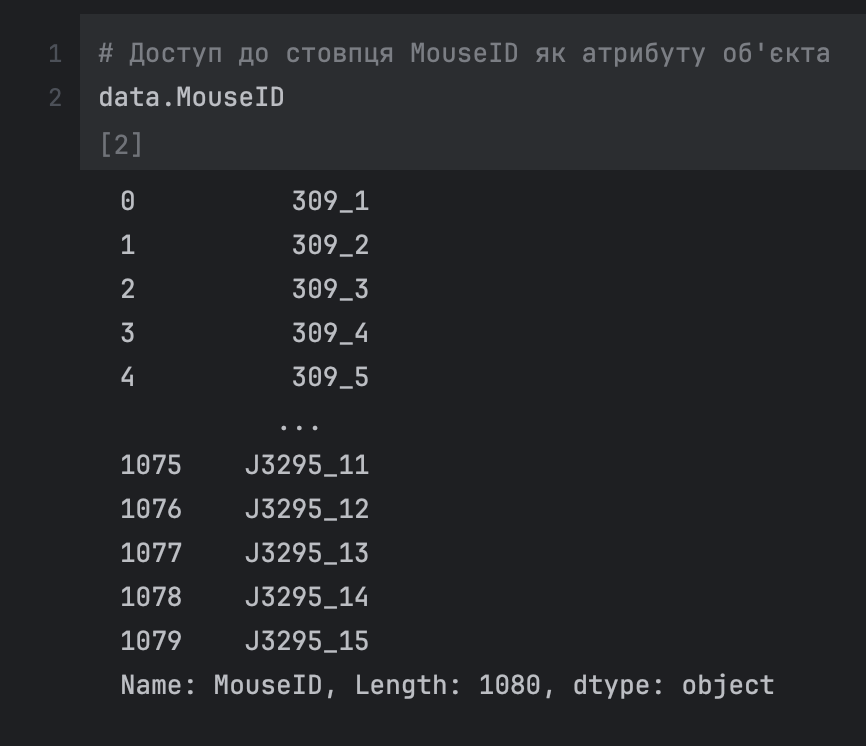 1 # Доступ до стовпця MouseID як атрибуту об'єкта
2 data.MouseID
[2]
0 309_1
1 309_2
2 309_3
3 309_4
4 309_5
...
1075 J3295_11
1076 J3295_12
1077 J3295_13
1078 J3295_14
1079 J3295_15
Name: MouseID, Length: 1080, dtype: object